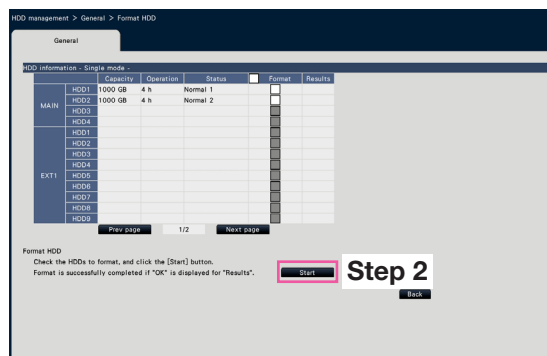 HDD management > General > Format HDD
General
HDD information - Single mode -
Capacity Operation Status Format Results
MAIN
HDD1 1000 GB 4 h Normal 1
HDD2 1000 GB 4 h Normal 2
HDD3
HDD4
EXT1
HDD1
HDD2
HDD3
HDD4
HDD5
HDD6
HDD7
HDD8
HDD9
Prev page 1/2 Next page
Format HDD
Check the HDDs to format, and click the [Start] button.
Format is successfully completed if "OK" is displayed for "Results".
Start Step 2
Back